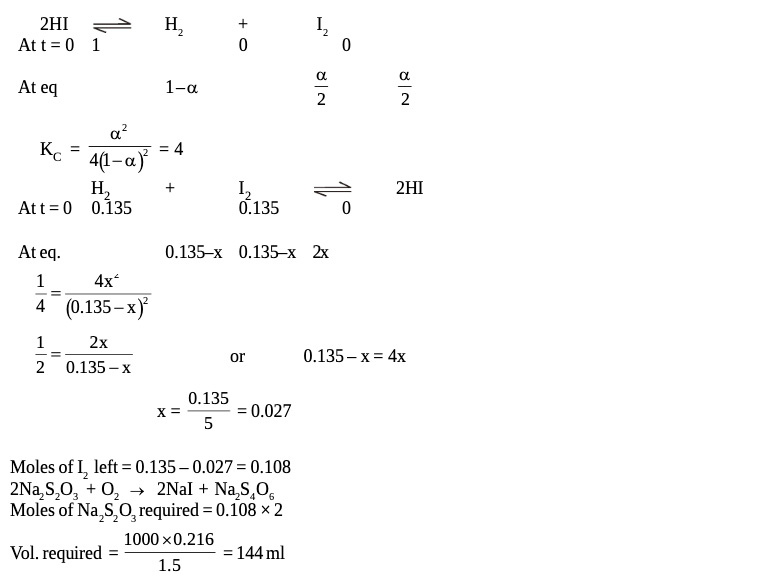 2HI ⇌ H₂ + I₂
At t = 0 1 0 0
At eq 1–α α/2 α/2
K_C = α²/4(1–α)² = 4
H₂ + I₂ ⇌ 2HI
At t = 0 0.135 0.135 0
At eq. 0.135–x 0.135–x 2x
1/4 = 4x²/(0.135–x)²
1/2 = 2x/0.135–x or 0.135–x = 4x
x = 0.135/5 = 0.027
Moles of I₂ left = 0.135 – 0.027 = 0.108
2Na₂S₂O₃ + O₂ → 2NaI + Na₂S₄O₆
Moles of Na₂S₂O₃ required = 0.108 × 2
Vol. required = 1000×0.216/1.5 = 144 ml